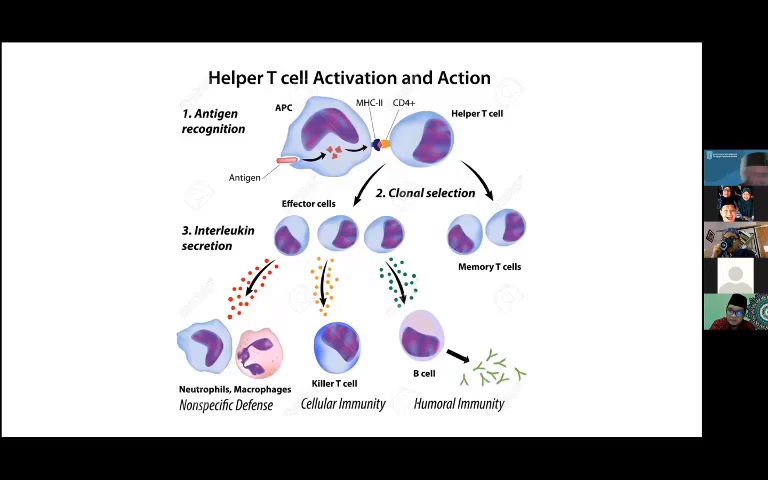 Helper T cell Activation and Action
1. Antigen
recognition
APC
MHC-II
CD4+
Helper T cell
Antigen
2. Clonal selection
Effector cells
3. Interleukin
secretion
Memory T cells
Neutrophils, Macrophages
Nonspecific Defense
Killer T cell
Cellular Immunity
B cell
Humoral Immunity